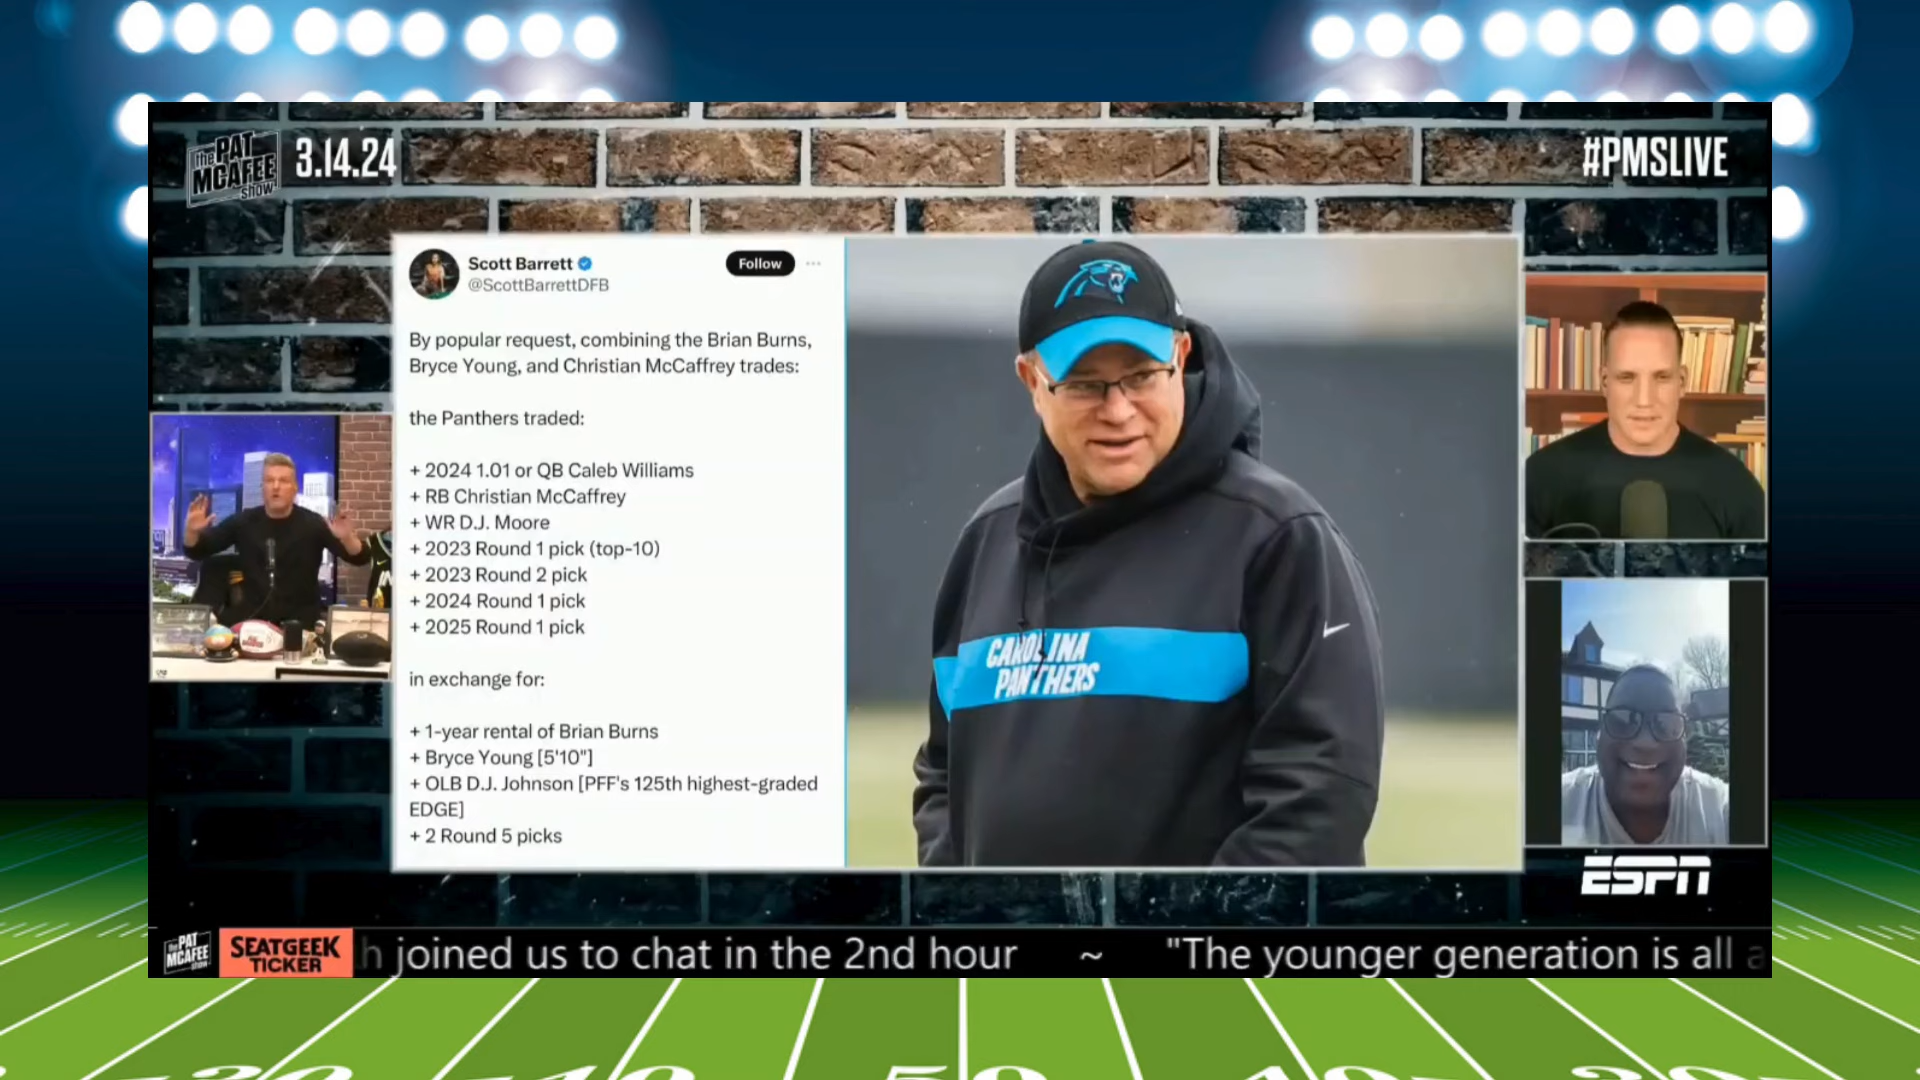 the PAT MCAFEE show
3.14.24
#PMSLIVE
Scott Barrett
@ScottBarrettDFB
Follow
By popular request, combining the Brian Burns,
Bryce Young, and Christian McCaffrey trades:
the Panthers traded:
+ 2024 1.01 or QB Caleb Williams
+ RB Christian McCaffrey
+ WR D.J. Moore
+ 2023 Round 1 pick (top-10)
+ 2023 Round 2 pick
+ 2024 Round 1 pick
+ 2025 Round 1 pick
in exchange for:
+ 1-year rental of Brian Burns
+ Bryce Young [5'10"]
+ OLB D.J. Johnson [PFF's 125th highest-graded
EDGE]
+ 2 Round 5 picks
CAROLINA
PANTHERS
ESPN
the PAT MCAFEE show
SEATGEEK
TICKER
h joined us to chat in the 2nd hour ~ "The younger generation is all a
50